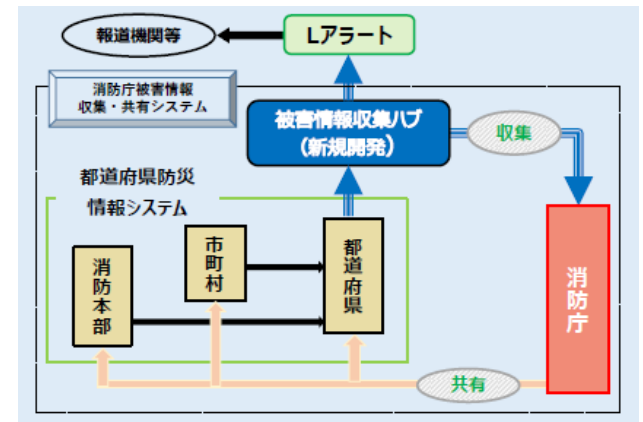 報道機関等
Lアラート
消防庁被害情報
収集・共有システム
被害情報収集ハブ
（新規開発）
収集
都道府県防災
情報システム
消防本部
市町村
都道府県
消防庁
共有